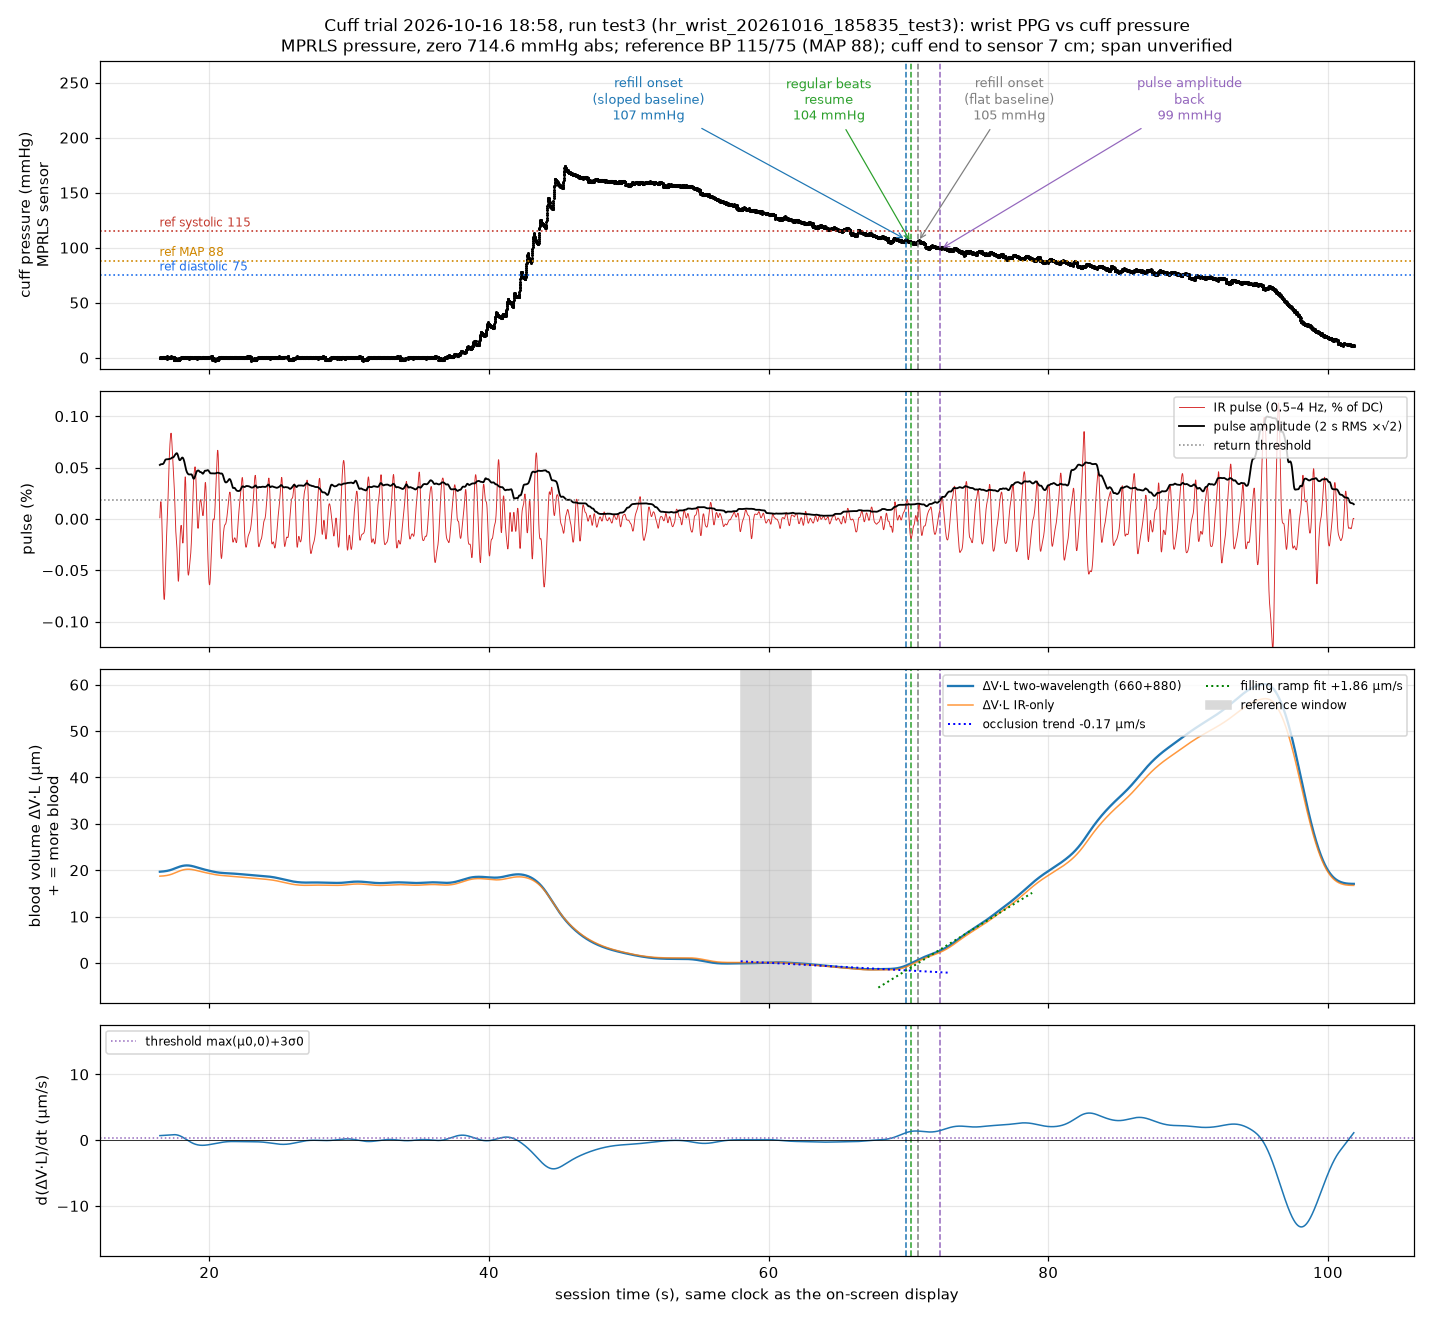 Cuff trial 2026-10-16 18:58, run test3 (hr_wrist_20261016_185835_test3): wrist PPG vs cuff pressure
MPRLS pressure, zero 714.6 mmHg abs; reference BP 115/75 (MAP 88); cuff end to sensor 7 cm; span unverified
cuff pressure (mmHg)
MPRLS sensor
250
200
150
100
50
0
refill onset
(sloped baseline)
107 mmHg
regular beats
resume
104 mmHg
refill onset
(flat baseline)
105 mmHg
pulse amplitude
back
99 mmHg
ref systolic 115
ref MAP 88
ref diastolic 75
pulse (%)
0.10
0.05
0.00
−0.05
−0.10
IR pulse (0.5–4 Hz, % of DC)
pulse amplitude (2 s RMS ×√2)
return threshold
blood volume ΔV·L (μm)
+ = more blood
60
50
40
30
20
10
0
ΔV·L two-wavelength (660+880)
ΔV·L IR-only
occlusion trend -0.17 μm/s
filling ramp fit +1.86 μm/s
reference window
d(ΔV·L)/dt (μm/s)
10
0
−10
threshold max(μ0,0)+3σ0
20
40
60
80
100
session time (s), same clock as the on-screen display